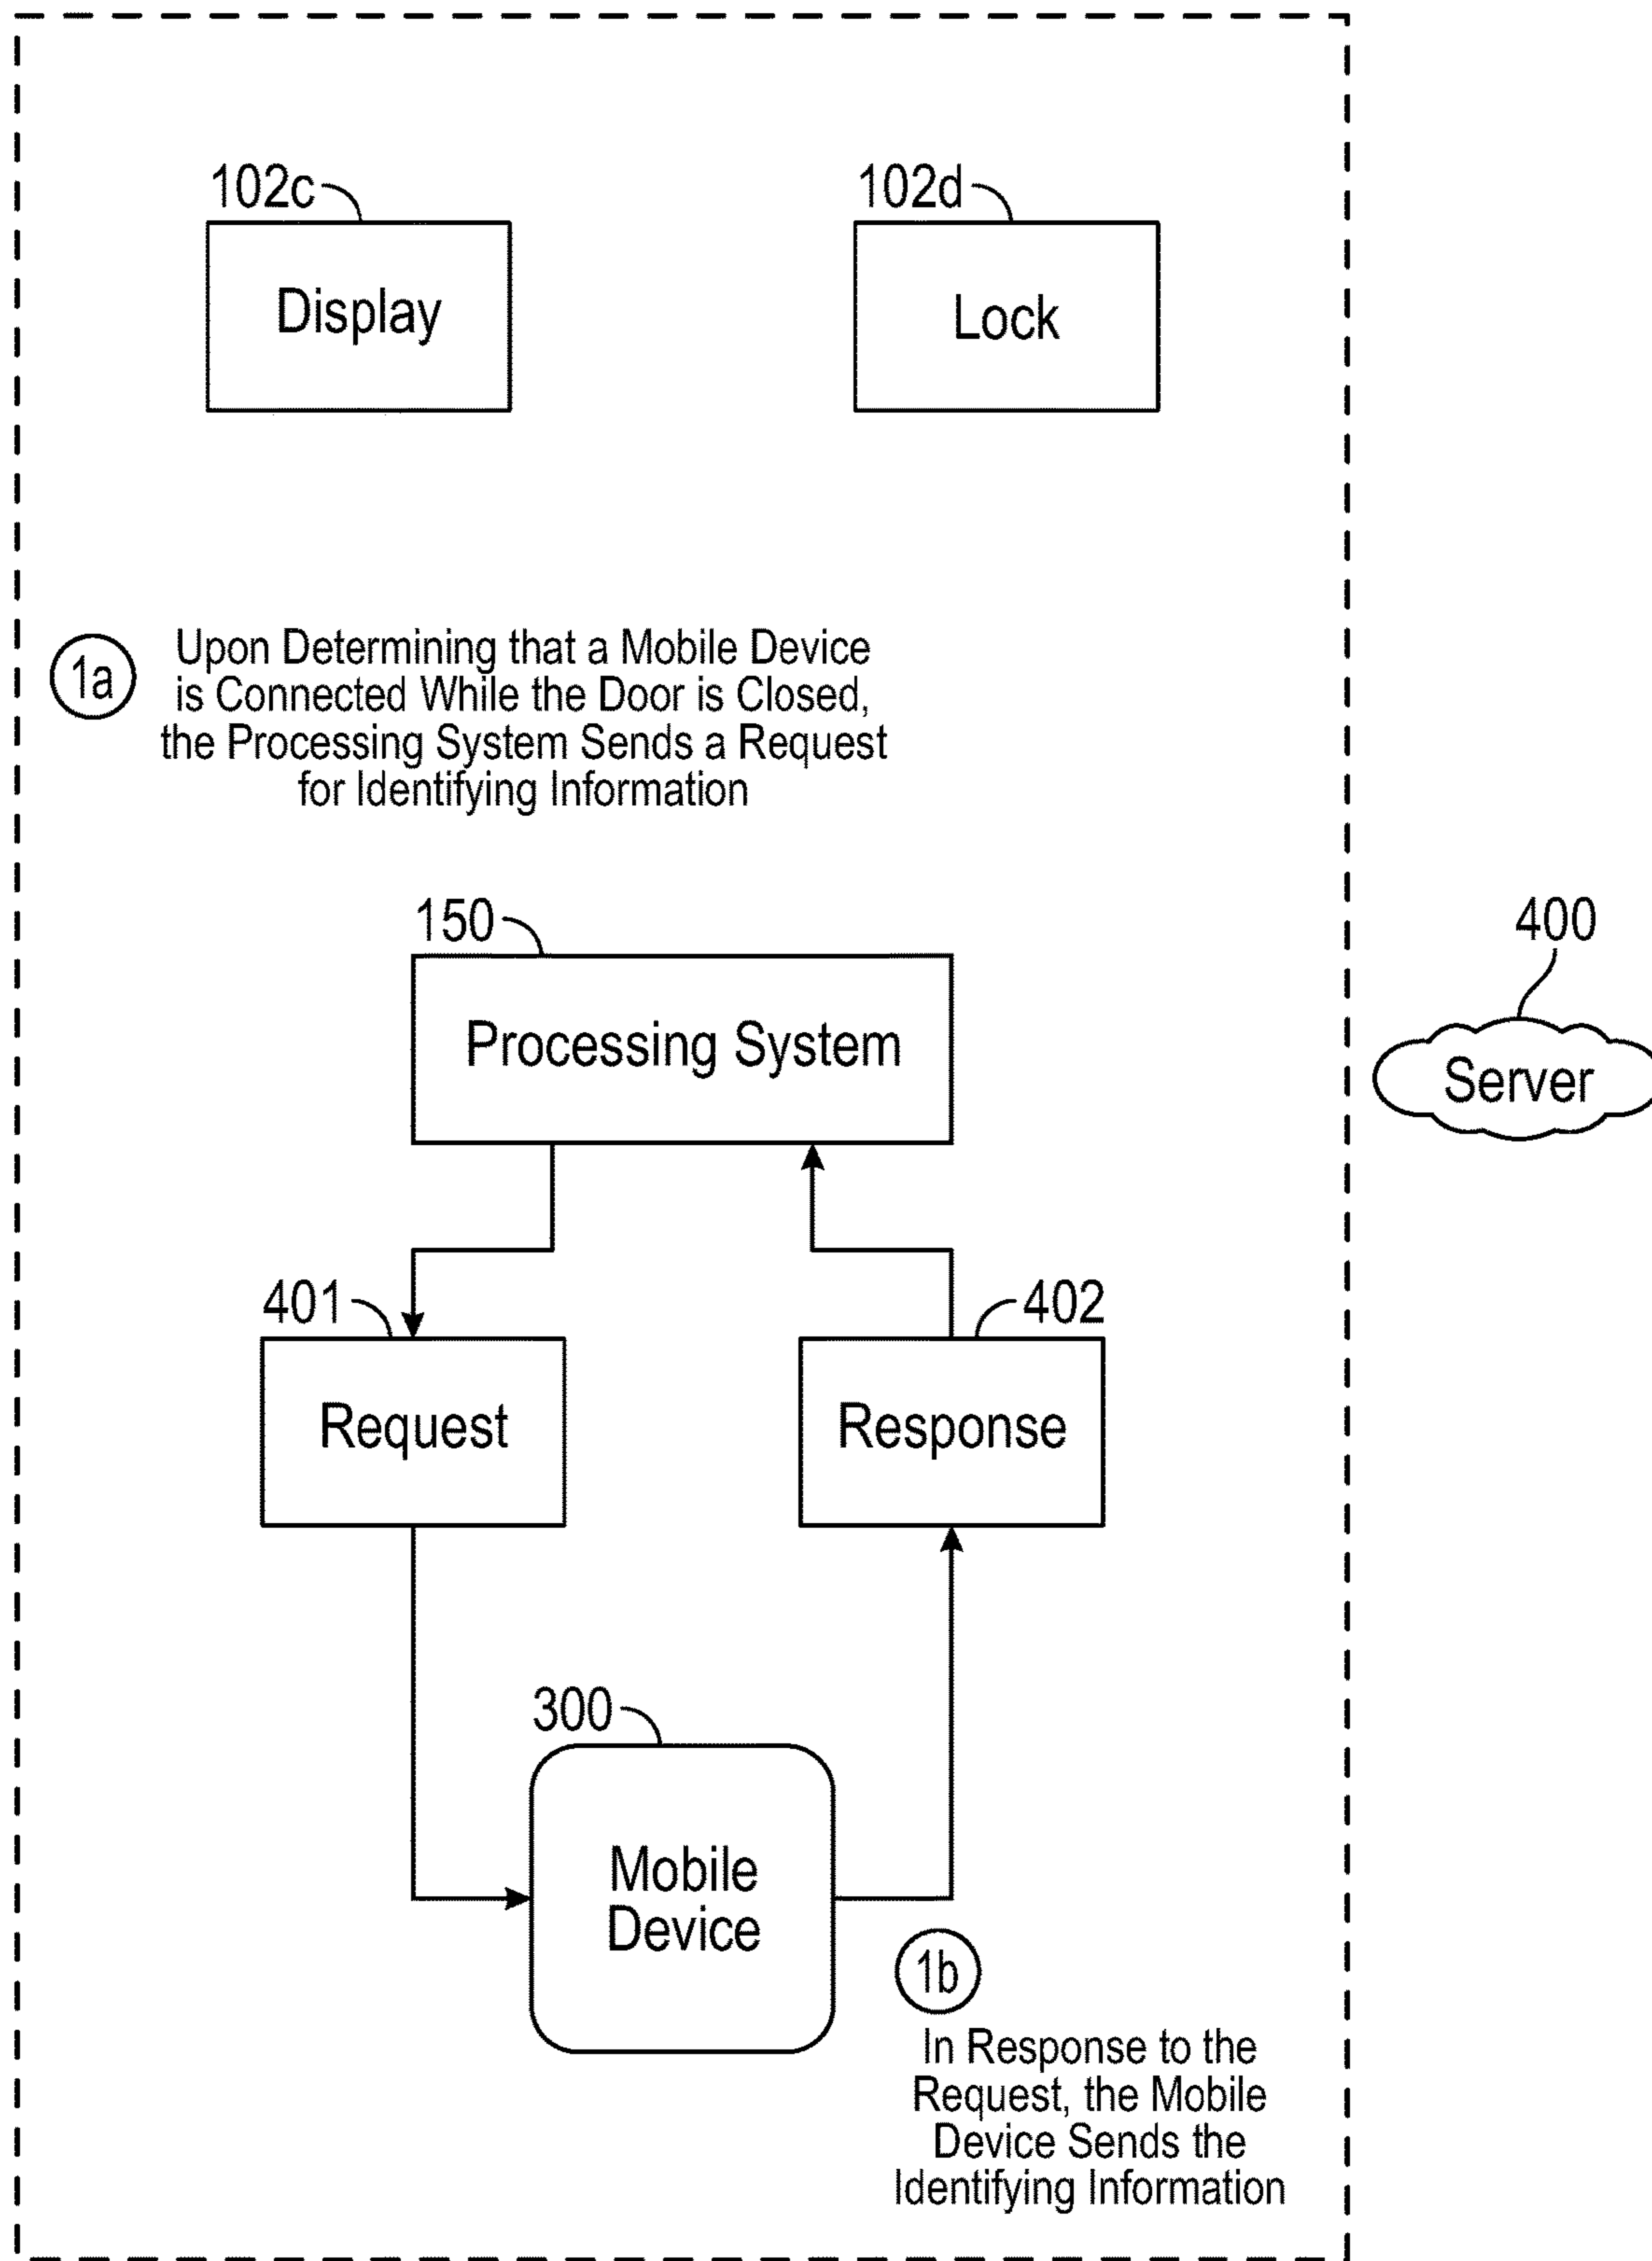 102c
102d
Display
Lock
1a
Upon Determining that a Mobile Device
is Connected While the Door is Closed,
the Processing System Sends a Request
for Identifying Information
150
400
Processing System
Server
401
402
Request
Response
300
Mobile
Device
1b
In Response to the
Request, the Mobile
Device Sends the
Identifying Information